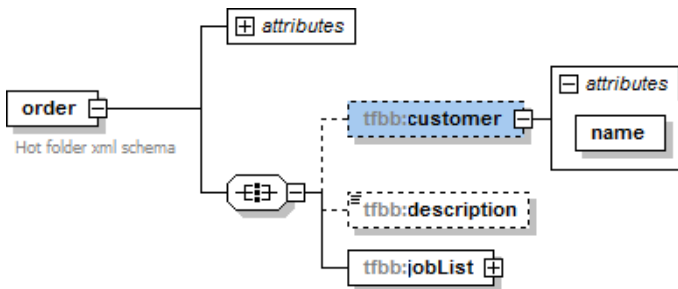 attributes
order
Hot folder xml schema
tfbb:customer
attributes
name
tfbb:description
tfbb:jobList